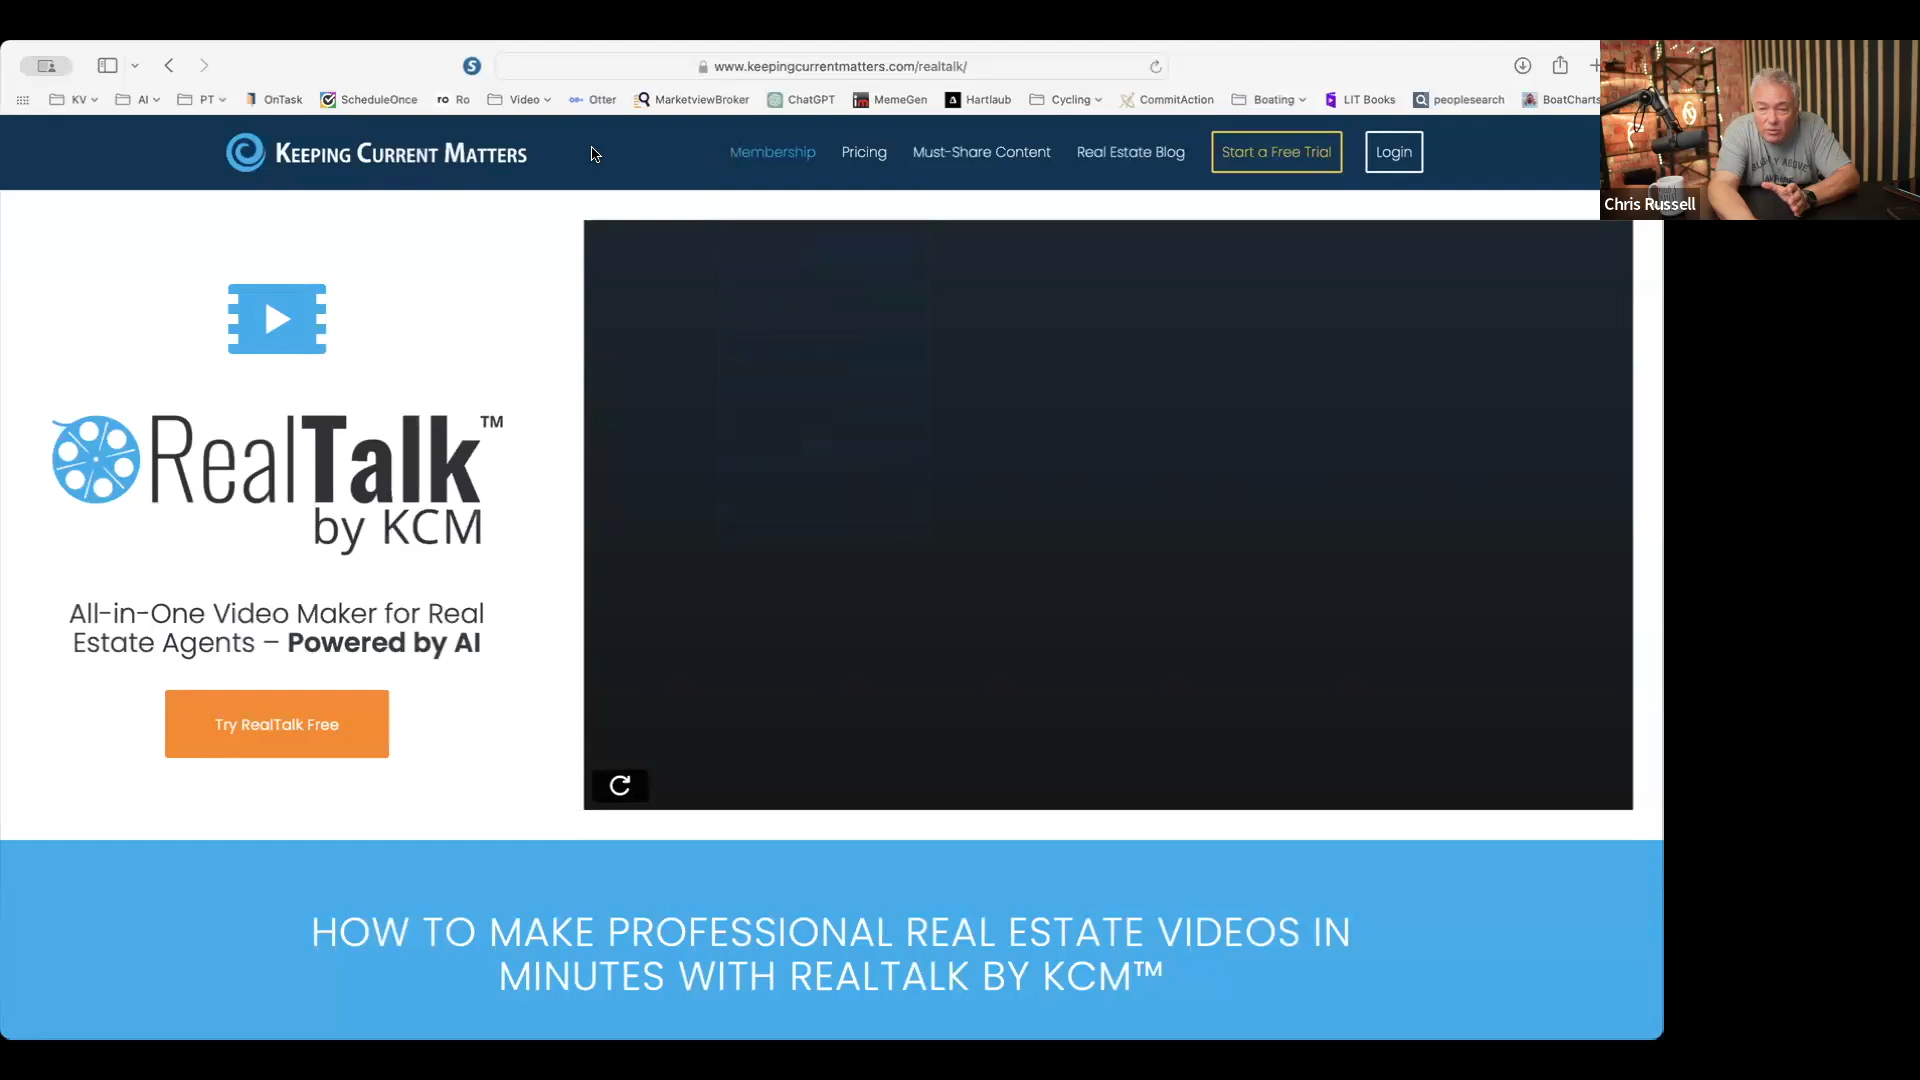 www.keepingcurrentmatters.com/realtalk/
KV AI PT OnTask ScheduleOnce ro Ro Video Otter MarketviewBroker ChatGPT im MemeGen Hartlaub Cycling CommitAction Boating LIT Books peoplesearch BoatCharts
KEEPING CURRENT MATTERS
Membership Pricing Must-Share Content Real Estate Blog Start a Free Trial Login
Chris Russell
RealTalk™
by KCM
All-in-One Video Maker for Real
Estate Agents – Powered by AI
Try RealTalk Free
HOW TO MAKE PROFESSIONAL REAL ESTATE VIDEOS IN
MINUTES WITH REALTALK BY KCM™